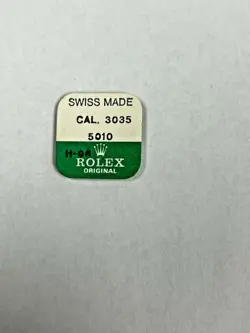 SWISS MADE
CAL. 3035
5010
ROLEX
ORIGINAL